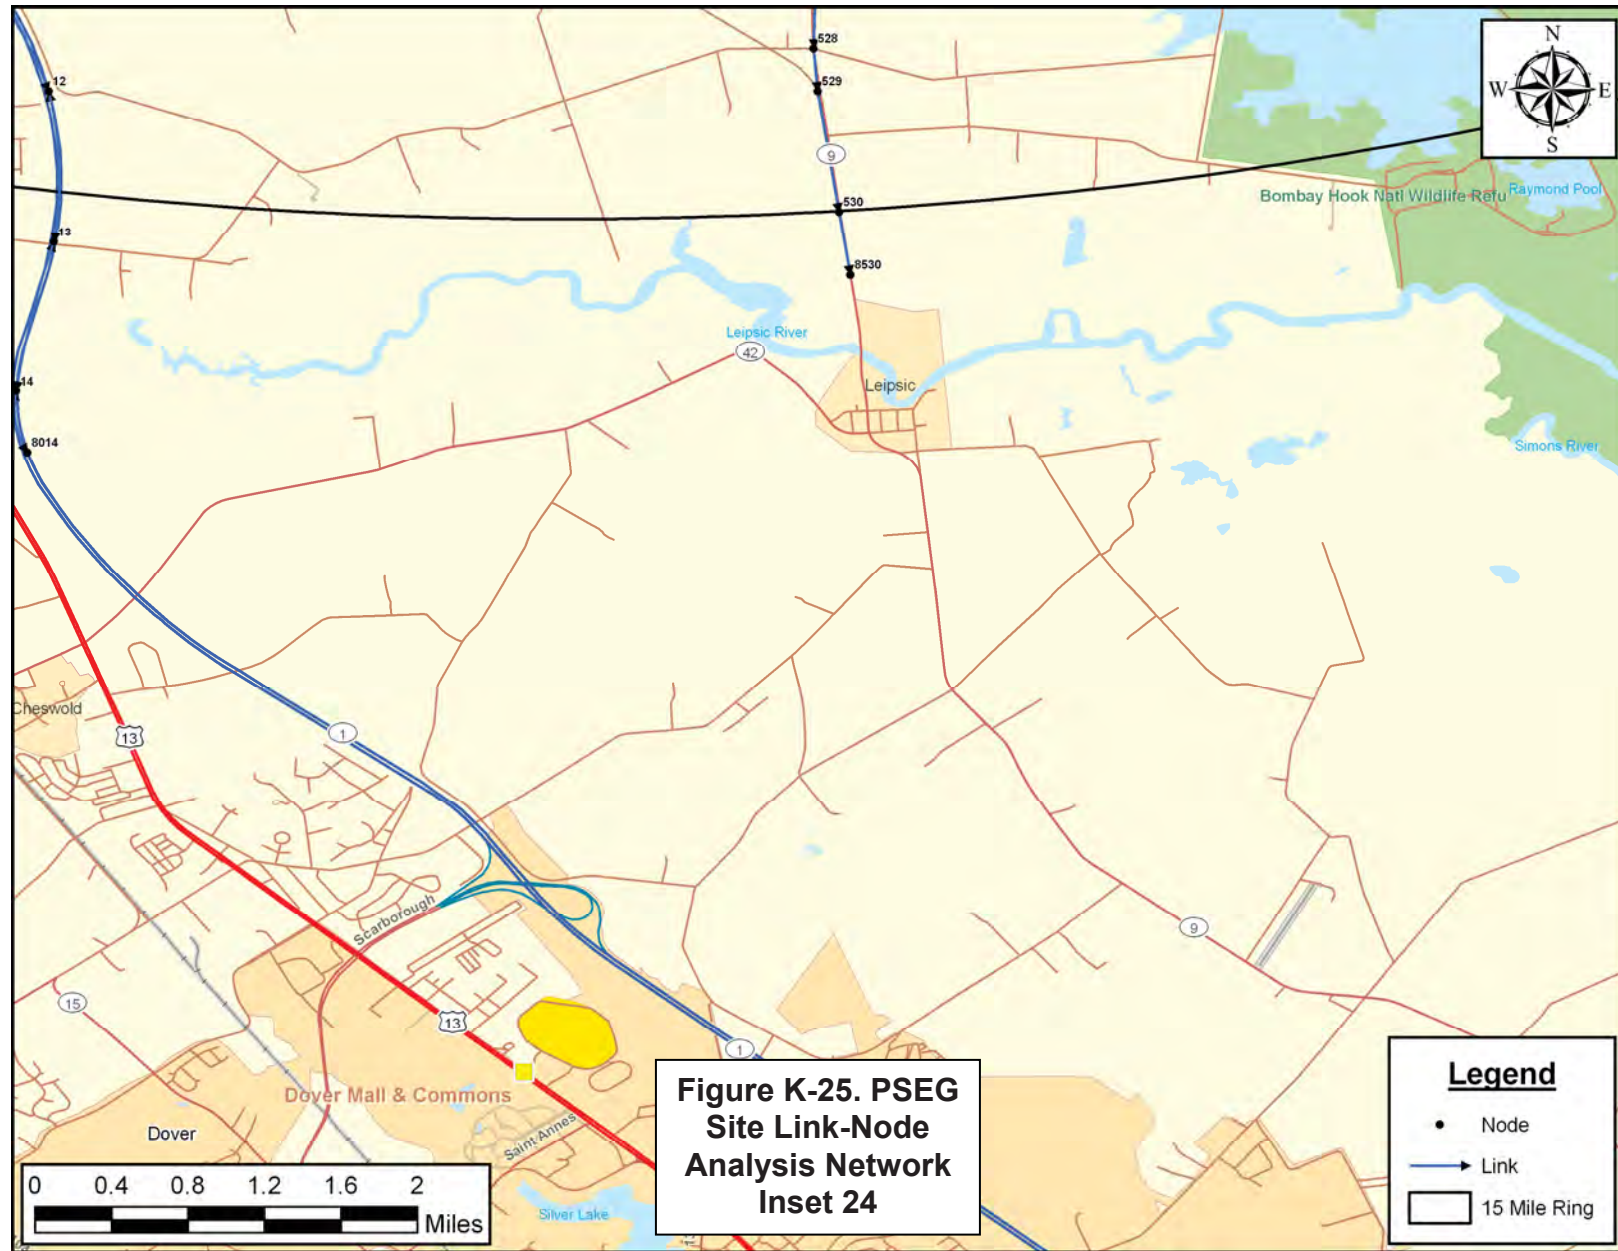 528
12
529
N
W
E
S
9
Bombay Hook Natl Wildlife Refu
Raymond Pool
530
13
8530
Leipsic River
42
14
Leipsic
8014
Simons River
Cheswold
13
1
Scarborough
9
15
13
1
Dover Mall & Commons
Dover
Saint Annes
Silver Lake
Figure K-25. PSEG
Site Link-Node
Analysis Network
Inset 24
Legend
Node
Link
15 Mile Ring
0 0.4 0.8 1.2 1.6 2
Miles